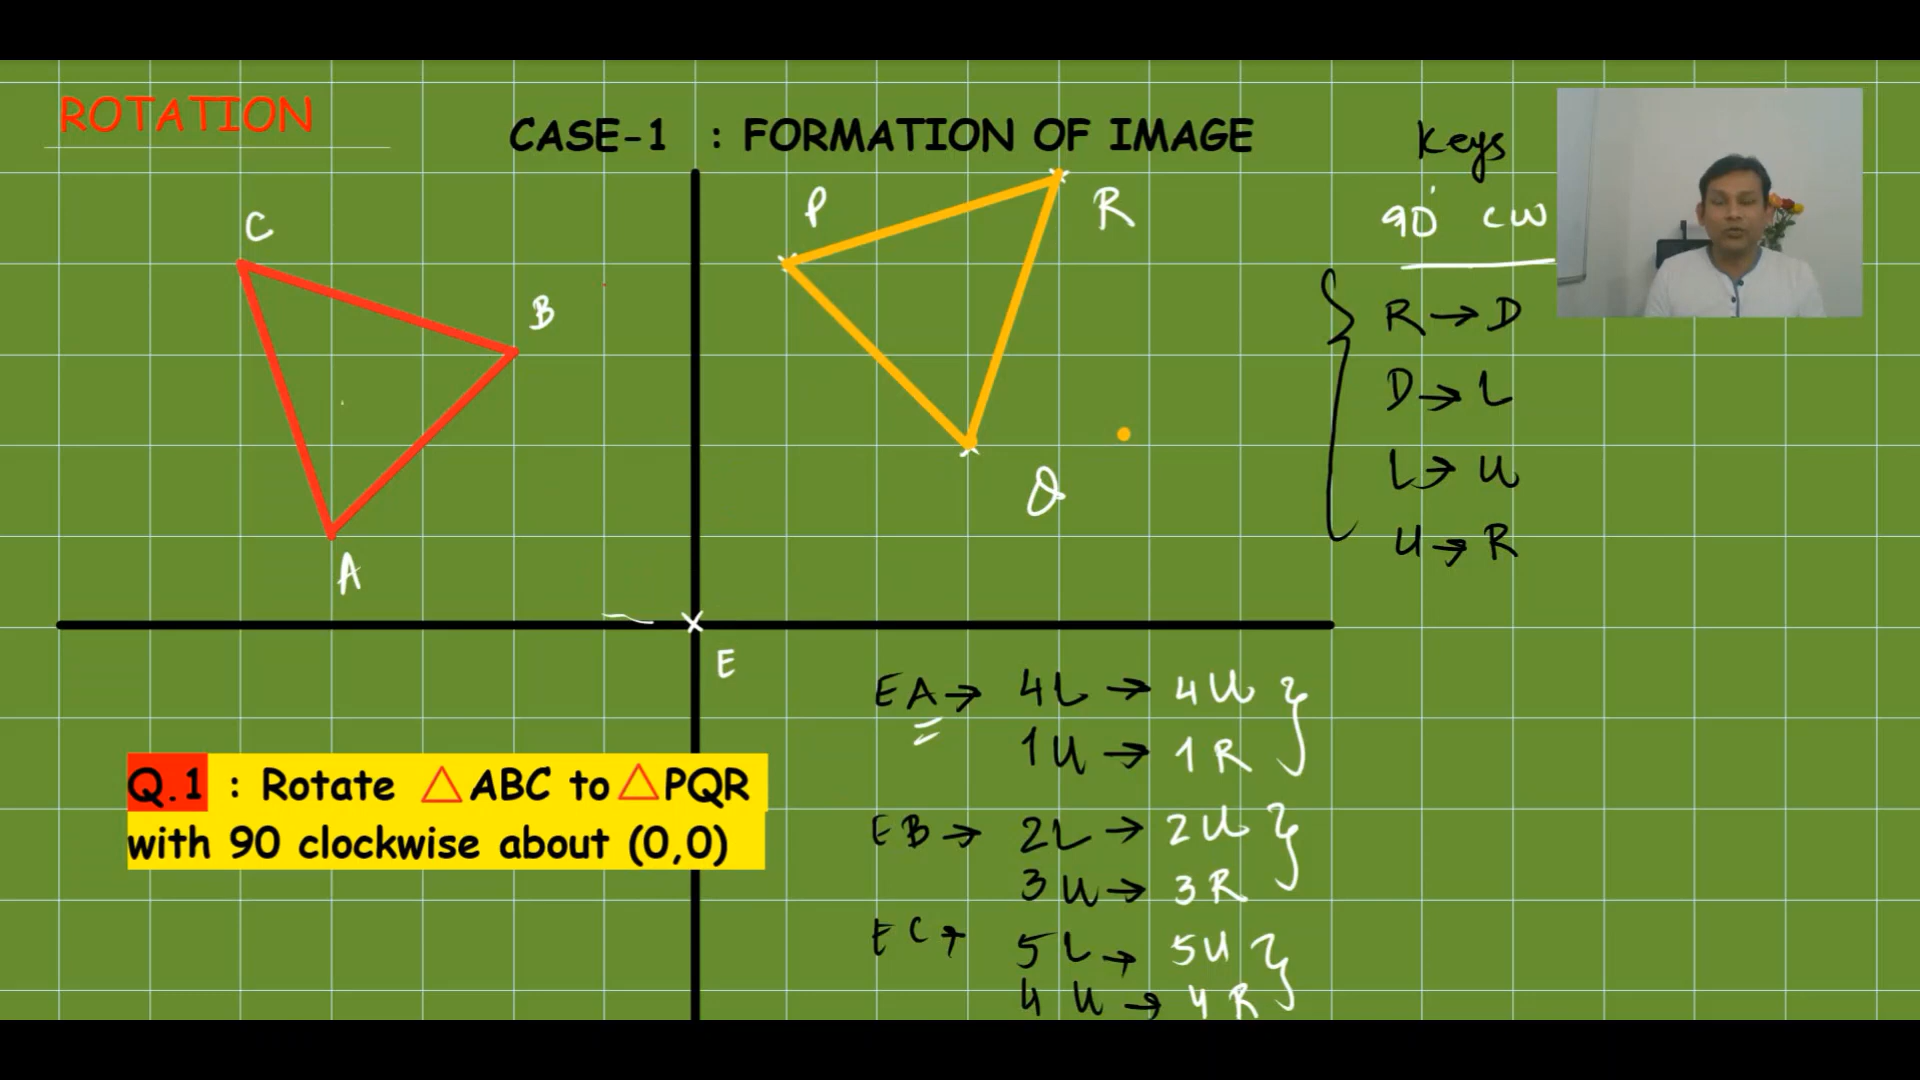 ROTATION
CASE-1 : FORMATION OF IMAGE
Keys
90° CW
R → D
D → L
L → U
U → R
C
B
A
P
R
Q
E
EA → 4L → 4U
1U → 1R
EB → 2L → 2U
3U → 3R
EC → 5L → 5U
4U → 4R
Q.1 : Rotate △ABC to △PQR
with 90 clockwise about (0,0)